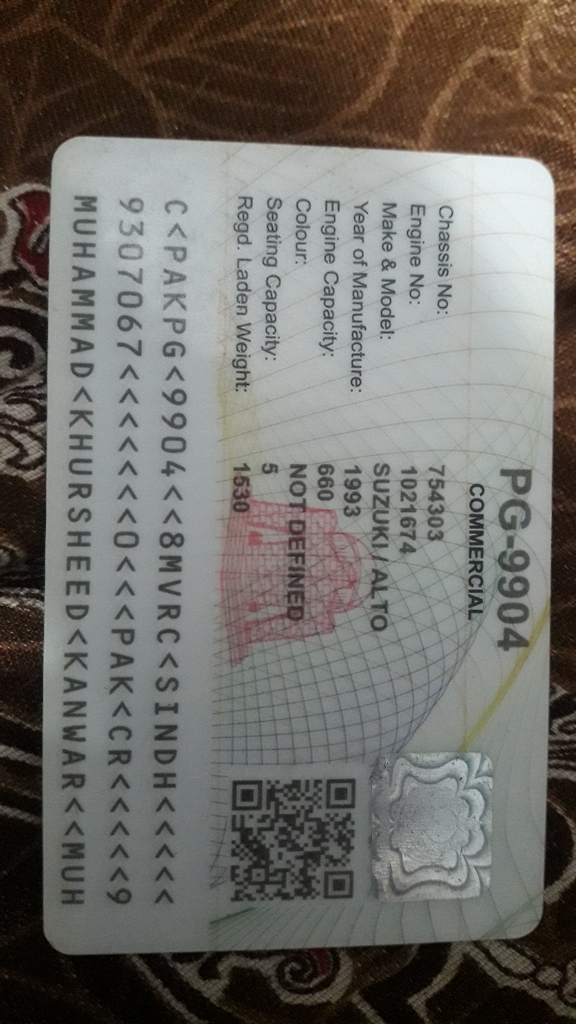 PG-9904
COMMERCIAL
Chassis No: 754303
Engine No: 1021674
Make & Model: SUZUKI / ALTO
Year of Manufacture: 1993
Engine Capacity: 660
Colour: NOT DEFINED
Seating Capacity: 5
Regd. Laden Weight: 1530
C<PAKPG<9904<<8MVRC<SINDH<<<<<
9307067<<<<<<<0<<<PAK<CR<<<<<9
MUHAMMAD<KHURSHEED<KANWAR<<MUH